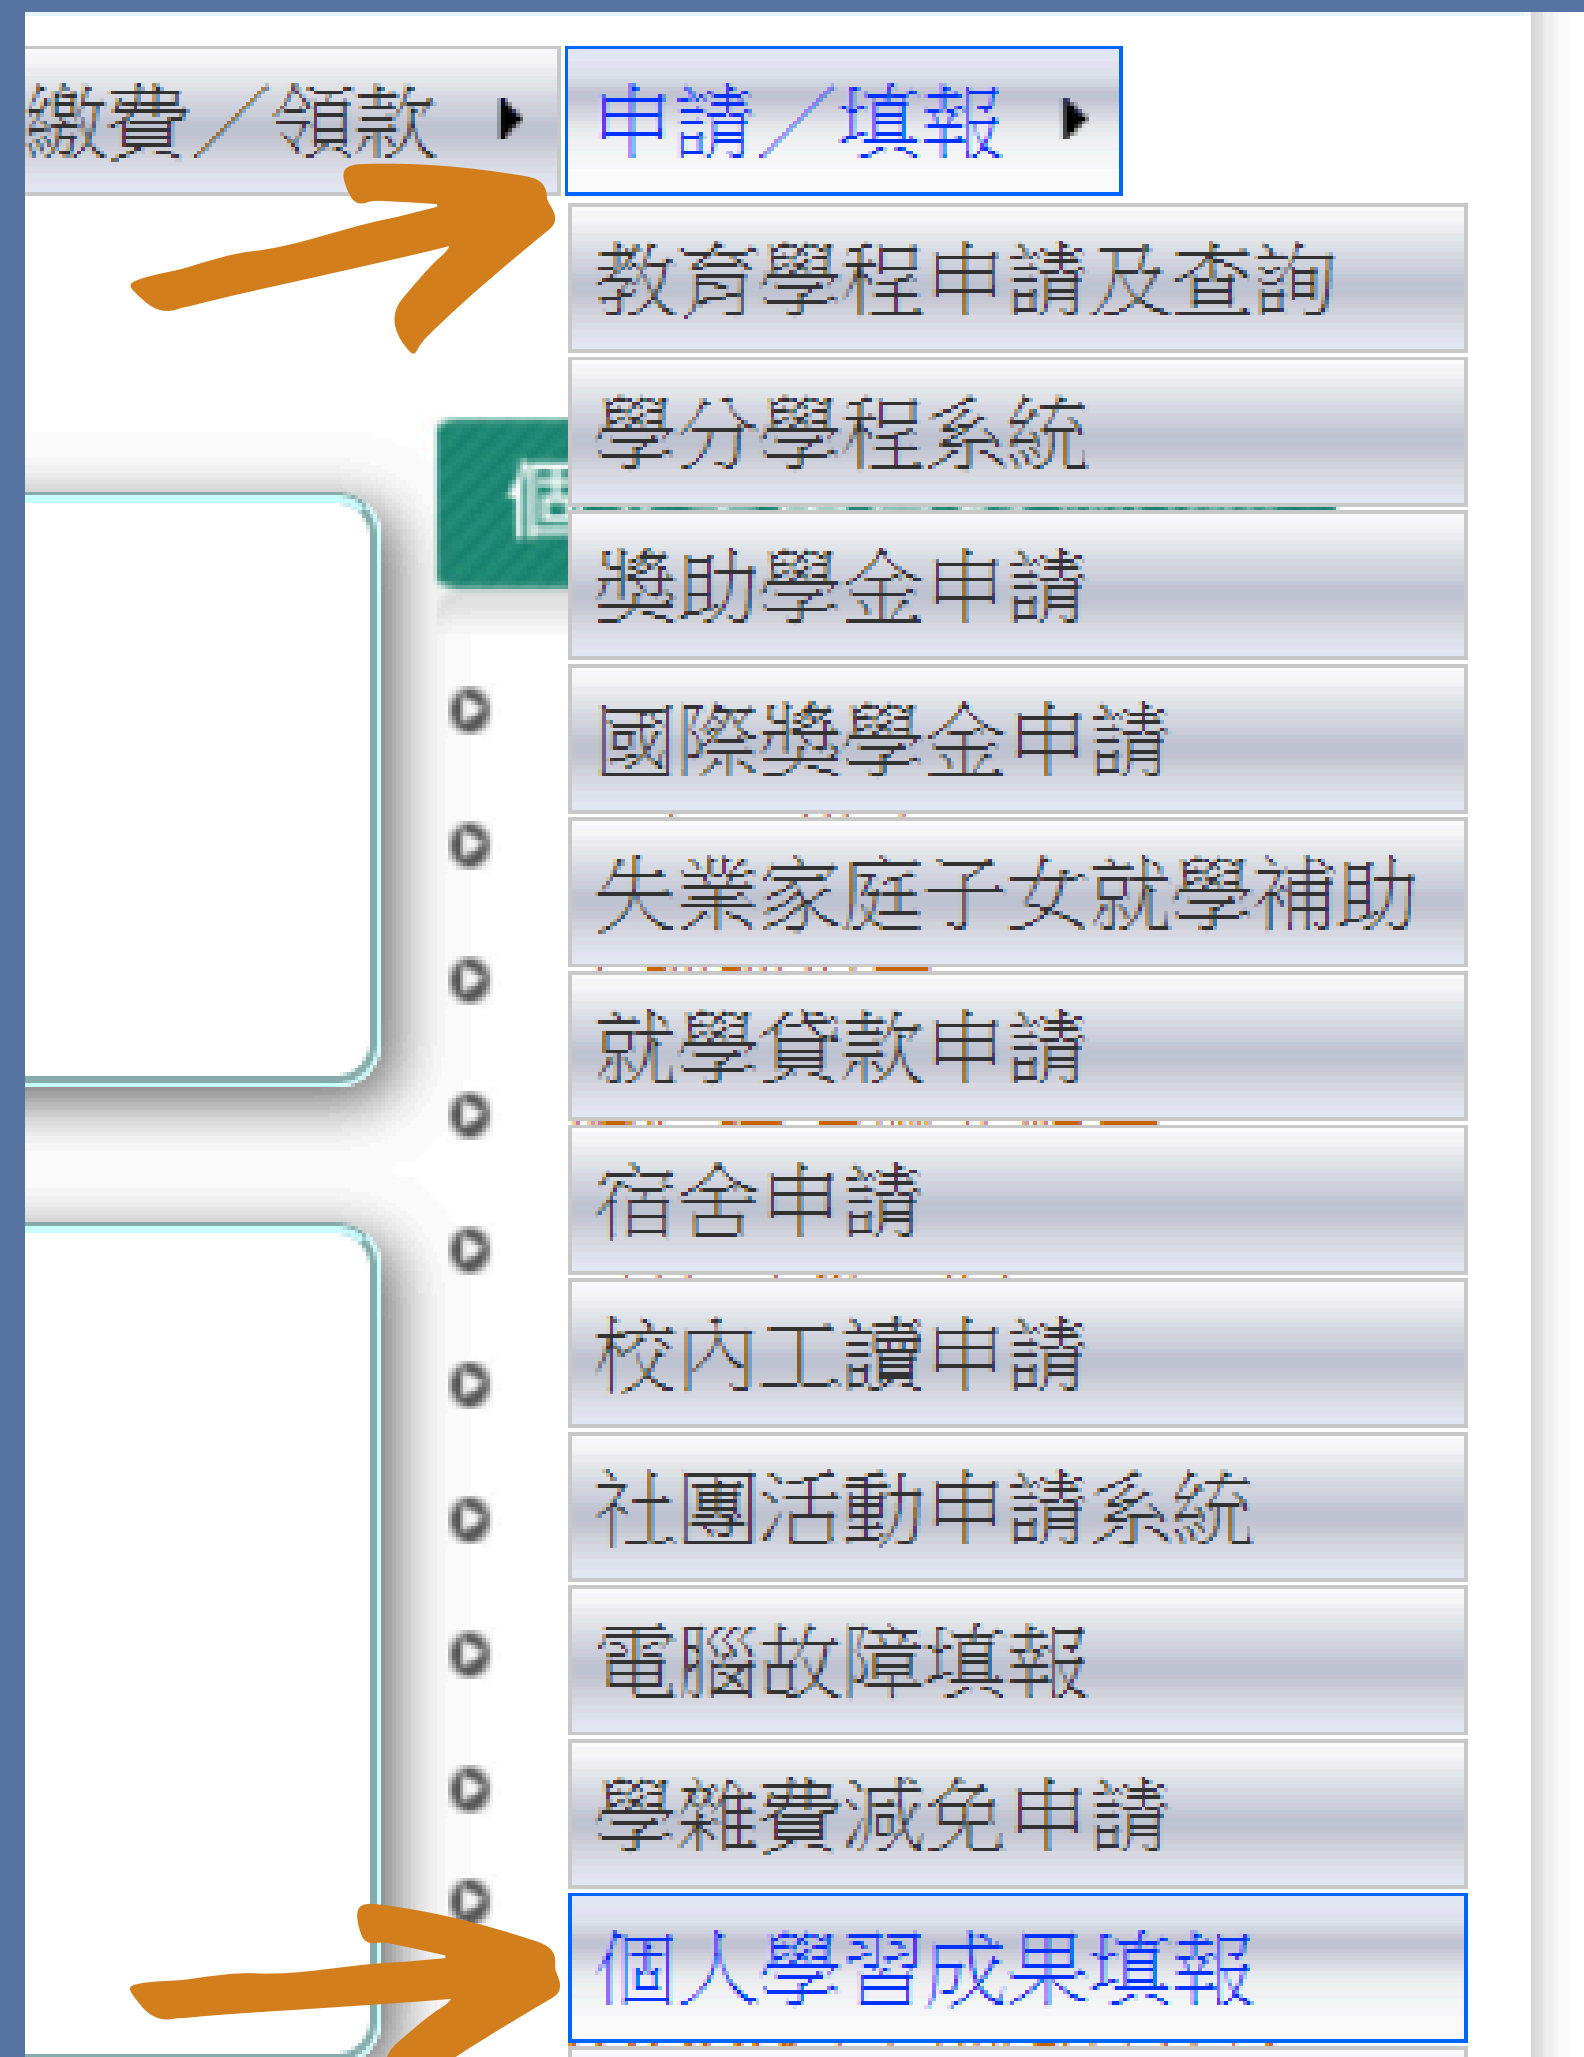 繳費／領款 申請／填報
教育學程申請及查詢
學分學程系統
個
獎助學金申請
國際獎學金申請
失業家庭子女就學補助
就學貸款申請
宿舍申請
校內工讀申請
社團活動申請系統
電腦故障填報
學雜費減免申請
個人學習成果填報